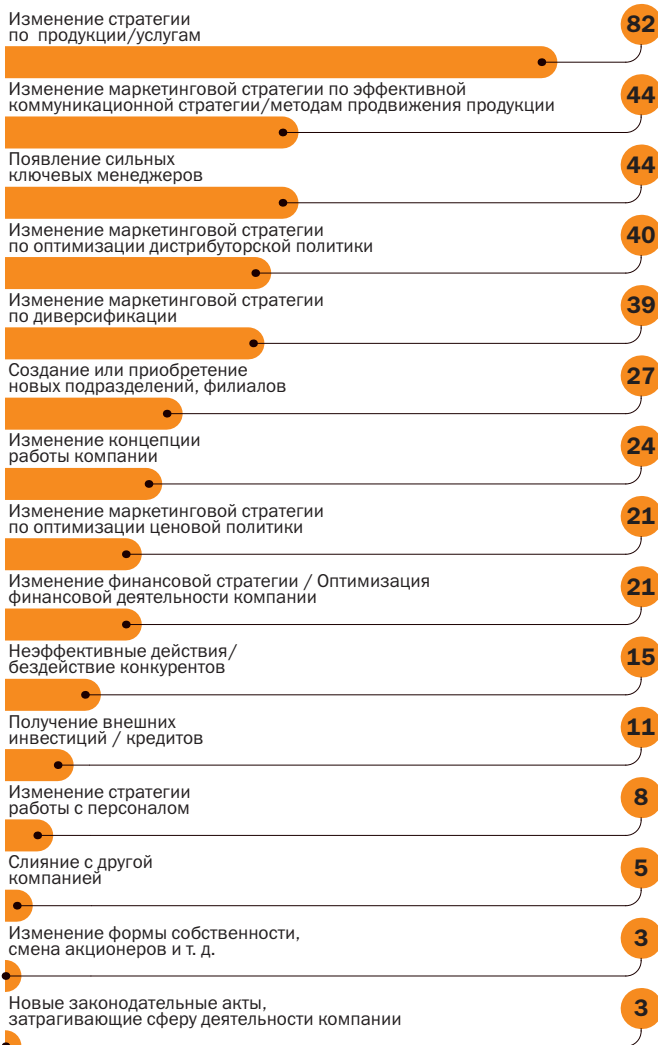 Изменение стратегии
по продукции/услугам
82
Изменение маркетинговой стратегии по эффективной
коммуникационной стратегии/методам продвижения продукции
44
Появление сильных
ключевых менеджеров
44
Изменение маркетинговой стратегии
по оптимизации дистрибуторской политики
40
Изменение маркетинговой стратегии
по диверсификации
39
Создание или приобретение
новых подразделений, филиалов
27
Изменение концепции
работы компании
24
Изменение маркетинговой стратегии
по оптимизации ценовой политики
21
Изменение финансовой стратегии / Оптимизация
финансовой деятельности компании
21
Неэффективные действия/
бездействие конкурентов
15
Получение внешних
инвестиций / кредитов
11
Изменение стратегии
работы с персоналом
8
Слияние с другой
компанией
5
Изменение формы собственности,
смена акционеров и т. д.
3
Новые законодательные акты,
затрагивающие сферу деятельности компании
3